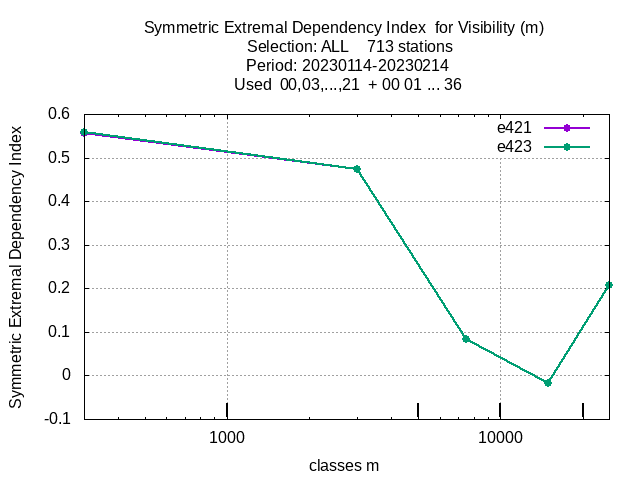 Symmetric Extremal Dependency Index  for Visibility (m)
Selection: ALL    713 stations
Period: 20230114-20230214
Used  00,03,...,21  + 00 01 ... 36
e421
e423
Symmetric Extremal Dependency Index
0.6
0.5
0.4
0.3
0.2
0.1
0
-0.1
1000
10000
classes m